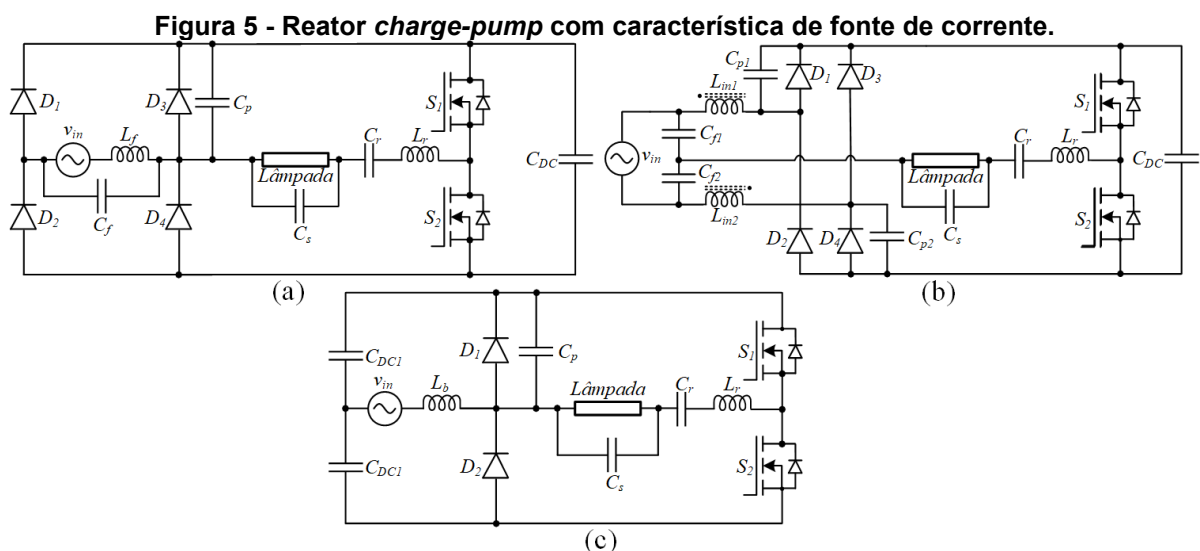 Figura 5 - Reator charge-pump com característica de fonte de corrente.
D1
vin
Lf
D3
Cp
S1
Cr
Lr
CDC
Lâmpada
Cf
D2
D4
Cs
S2
(a)
Cp1
D1
D3
Lin1
S1
Cf1
vin
Cr
Lr
CDC
Lâmpada
Cf2
Lin2
D2
D4
Cp2
Cs
S2
(b)
CDC1
vin
Lb
D1
Cp
S1
Lâmpada
Cr
Lr
CDC1
D2
Cs
S2
(c)